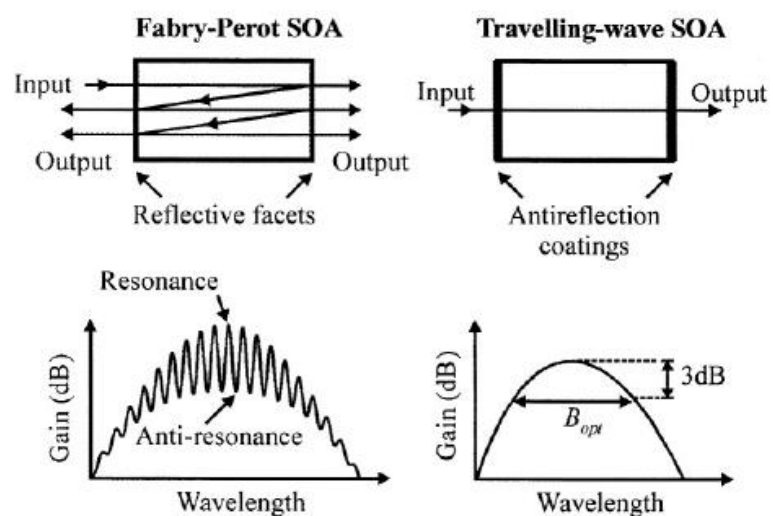 Fabry-Perot SOA
Input
Output
Output
Reflective facets
Travelling-wave SOA
Input
Output
Antireflection
coatings
Resonance
Anti-resonance
Gain (dB)
Wavelength
3dB
B_opt
Gain (dB)
Wavelength